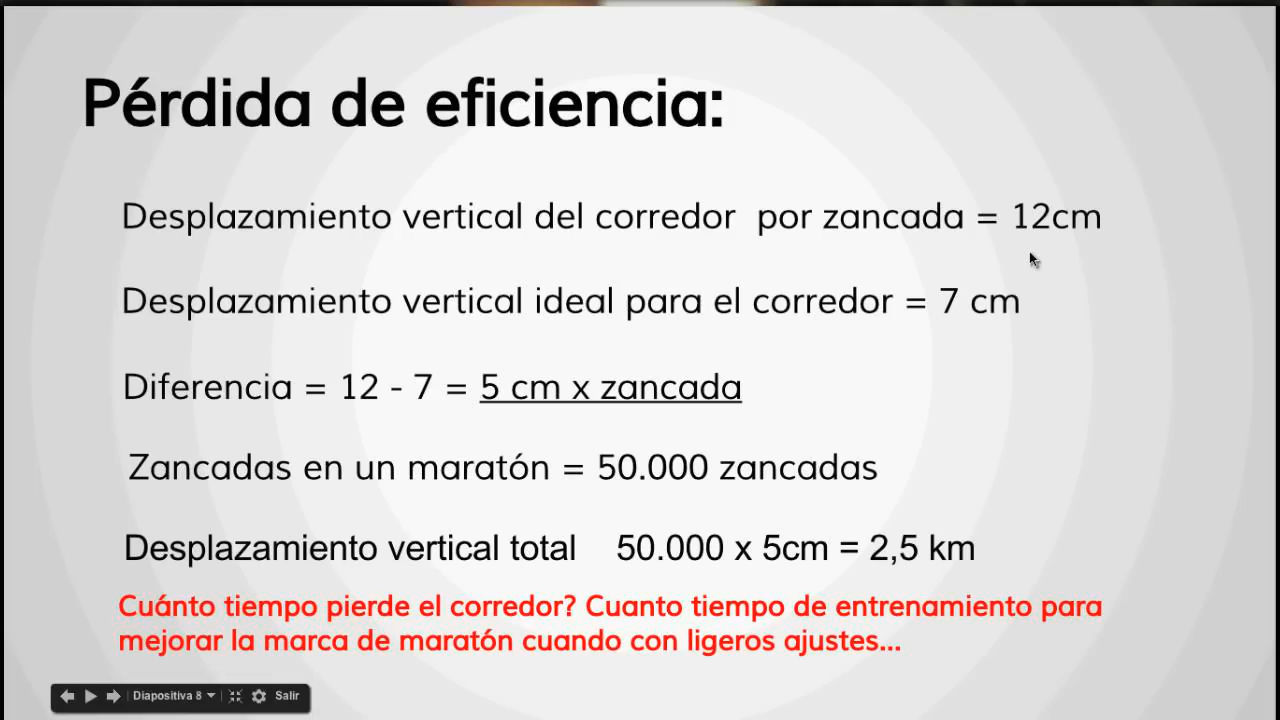 Pérdida de eficiencia:
Desplazamiento vertical del corredor por zancada = 12cm
Desplazamiento vertical ideal para el corredor = 7 cm
Diferencia = 12 - 7 = 5 cm x zancada
Zancadas en un maratón = 50.000 zancadas
Desplazamiento vertical total 50.000 x 5cm = 2,5 km
Cuánto tiempo pierde el corredor? Cuanto tiempo de entrenamiento para
mejorar la marca de maratón cuando con ligeros ajustes...
Diapositiva 8 Salir